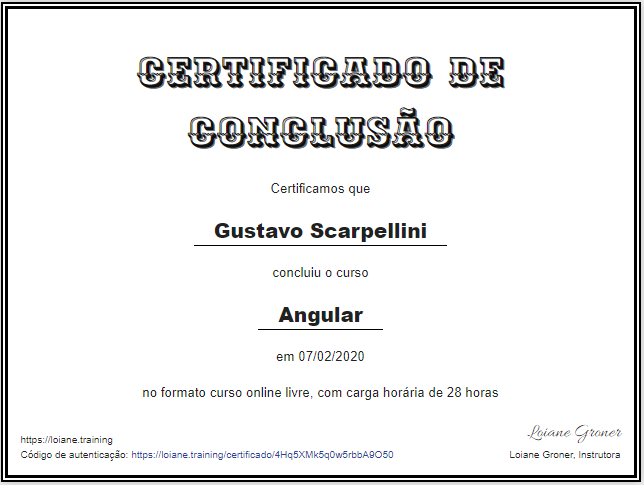 CERTIFICADO DE
CONCLUSÃO
Certificamos que
Gustavo Scarpellini
concluiu o curso
Angular
em 07/02/2020
no formato curso online livre, com carga horária de 28 horas
Loiane Groner
https://loiane.training
Código de autenticação: https://loiane.training/certificado/4Hq5XMk5q0w5rbbA9O50
Loiane Groner, Instrutora